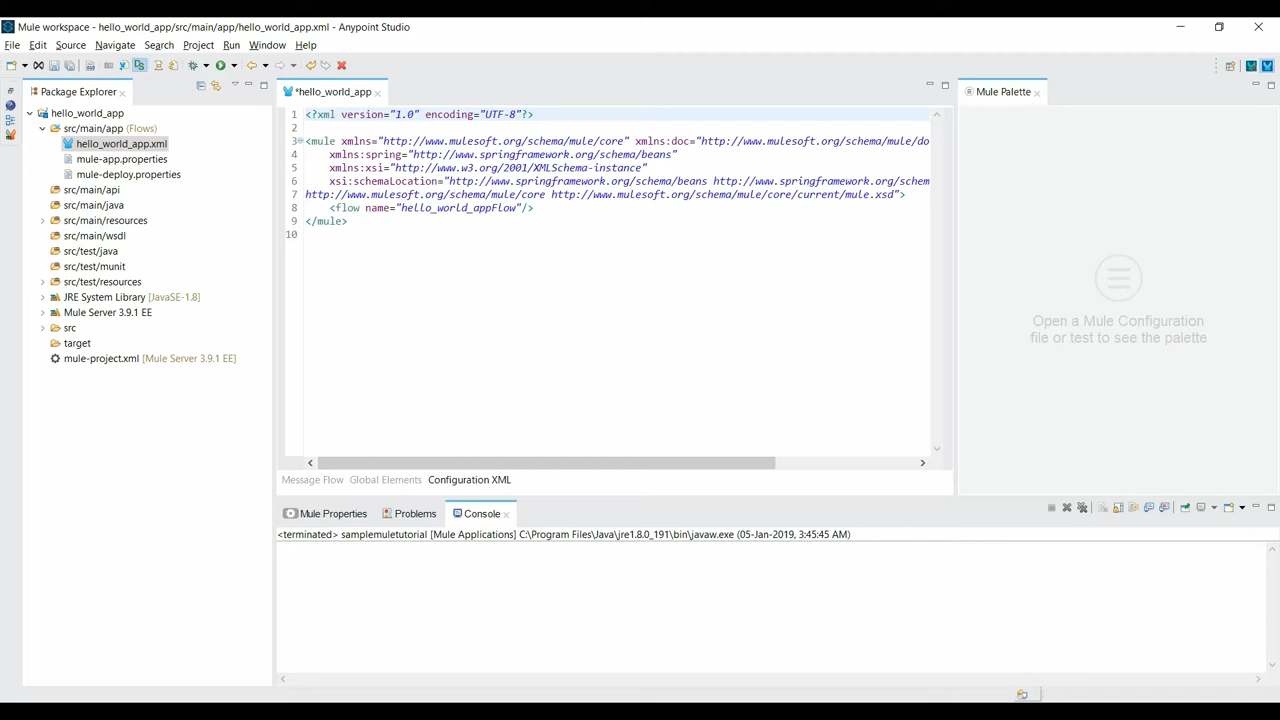 Mule workspace - hello_world_app/src/main/app/hello_world_app.xml - Anypoint Studio
File Edit Source Navigate Search Project Run Window Help
Package Explorer
hello_world_app
src/main/app (Flows)
hello_world_app.xml
mule-app.properties
mule-deploy.properties
src/main/api
src/main/java
src/main/resources
src/main/wsdl
src/test/java
src/test/munit
src/test/resources
JRE System Library [JavaSE-1.8]
Mule Server 3.9.1 EE
src
target
mule-project.xml [Mule Server 3.9.1 EE]
*hello_world_app
1 <?xml version="1.0" encoding="UTF-8"?>
2
3 <mule xmlns="http://www.mulesoft.org/schema/mule/core" xmlns:doc="http://www.mulesoft.org/schema/mule/do
4 xmlns:spring="http://www.springframework.org/schema/beans"
5 xmlns:xsi="http://www.w3.org/2001/XMLSchema-instance"
6 xsi:schemaLocation="http://www.springframework.org/schema/beans http://www.springframework.org/schem
7 http://www.mulesoft.org/schema/mule/core http://www.mulesoft.org/schema/mule/core/current/mule.xsd">
8 <flow name="hello_world_appFlow"/>
9 </mule>
10
Message Flow Global Elements Configuration XML
Mule Palette
Open a Mule Configuration
file or test to see the palette
Mule Properties Problems Console
<terminated> samplemuletutorial [Mule Applications] C:\Program Files\Java\jre1.8.0_191\bin\javaw.exe (05-Jan-2019, 3:45:45 AM)